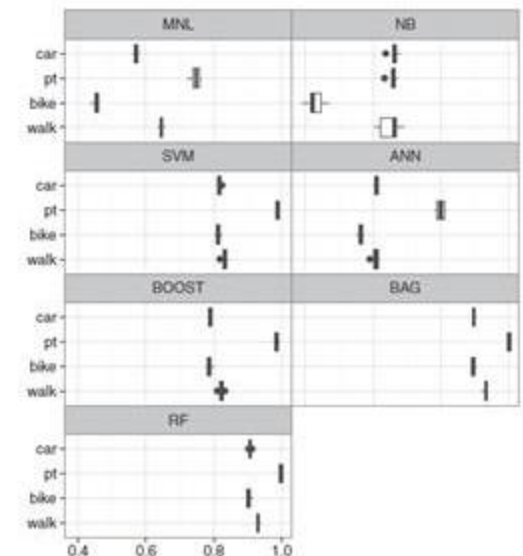 MNL NB
car
pt
bike
walk
SVM ANN
car
pt
bike
walk
BOOST BAG
car
pt
bike
walk
RF
car
pt
bike
walk
0.4 0.6 0.8 1.0